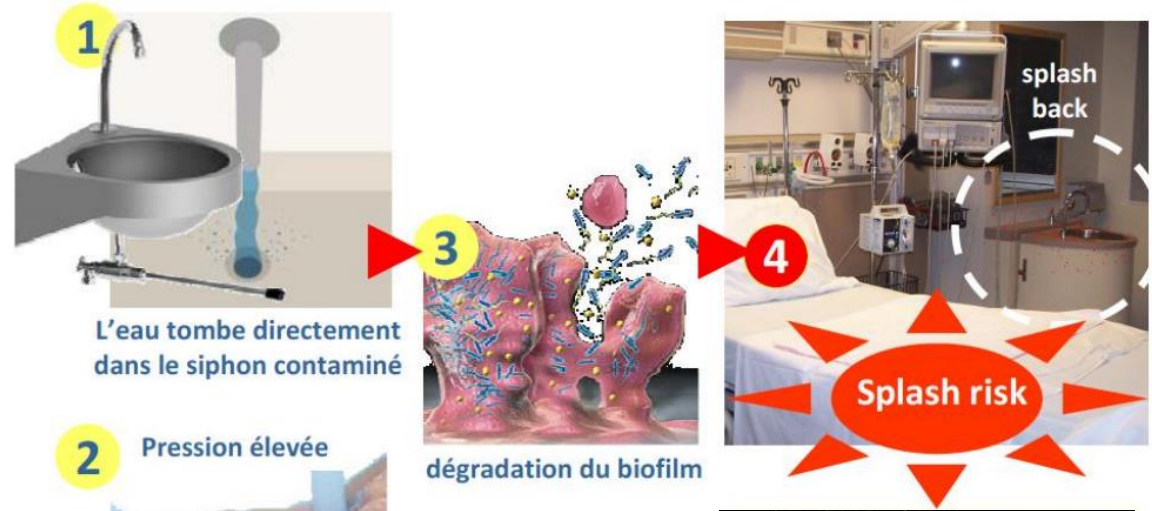 1
L'eau tombe directement
dans le siphon contaminé
2
Pression élevée
3
dégradation du biofilm
4
splash
back
Splash risk